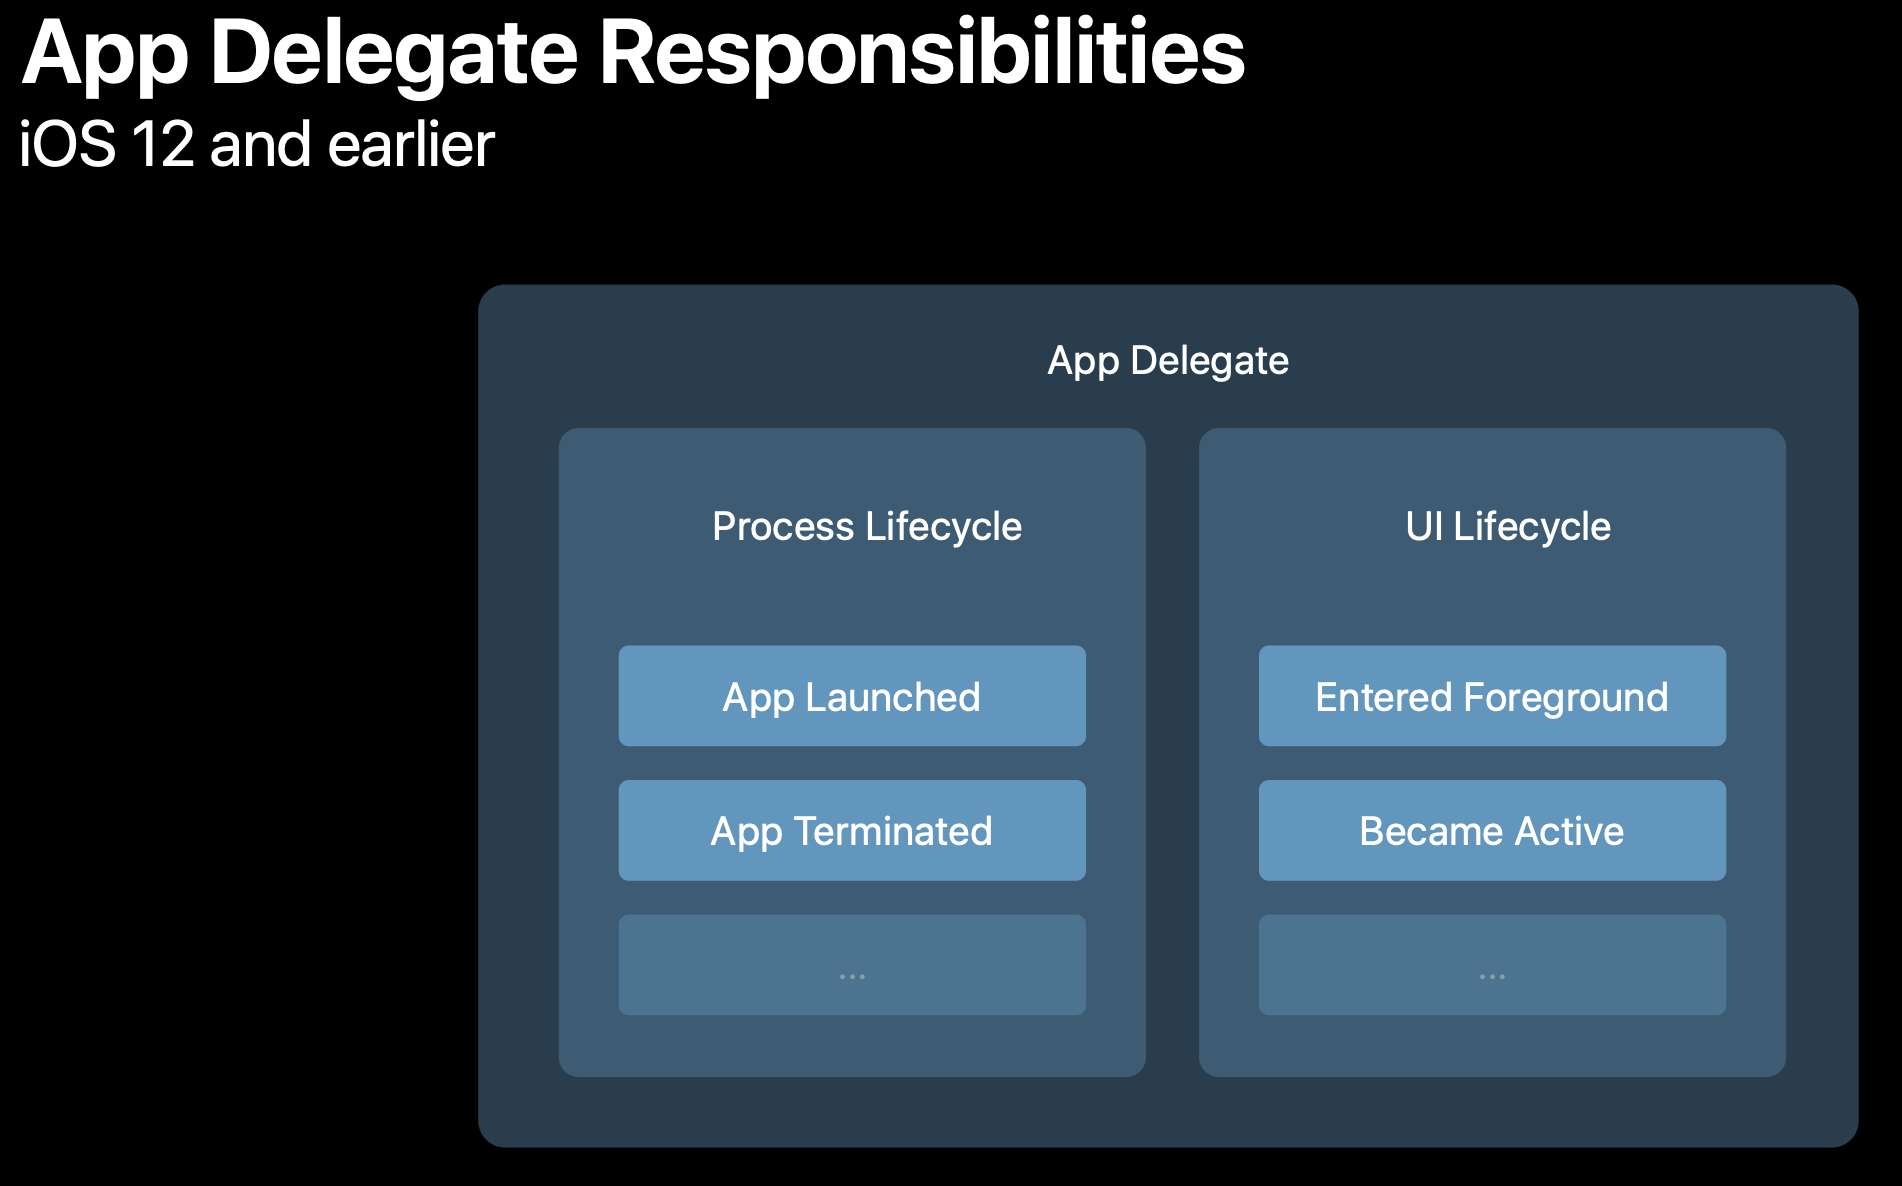 App Delegate Responsibilities
iOS 12 and earlier
App Delegate
Process Lifecycle
App Launched
App Terminated
...
UI Lifecycle
Entered Foreground
Became Active
...